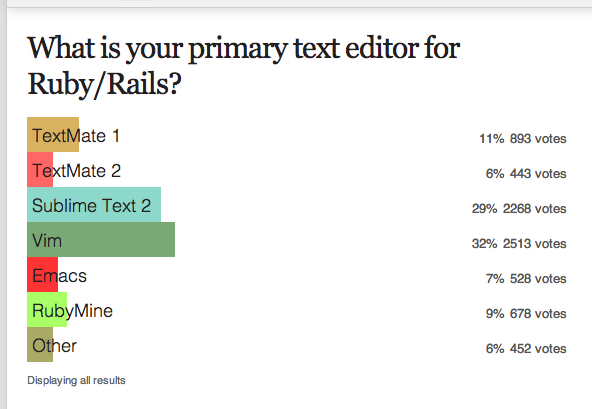 What is your primary text editor for
Ruby/Rails?
TextMate 1 11% 893 votes
TextMate 2 6% 443 votes
Sublime Text 2 29% 2268 votes
Vim 32% 2513 votes
Emacs 7% 528 votes
RubyMine 9% 678 votes
Other 6% 452 votes
Displaying all results